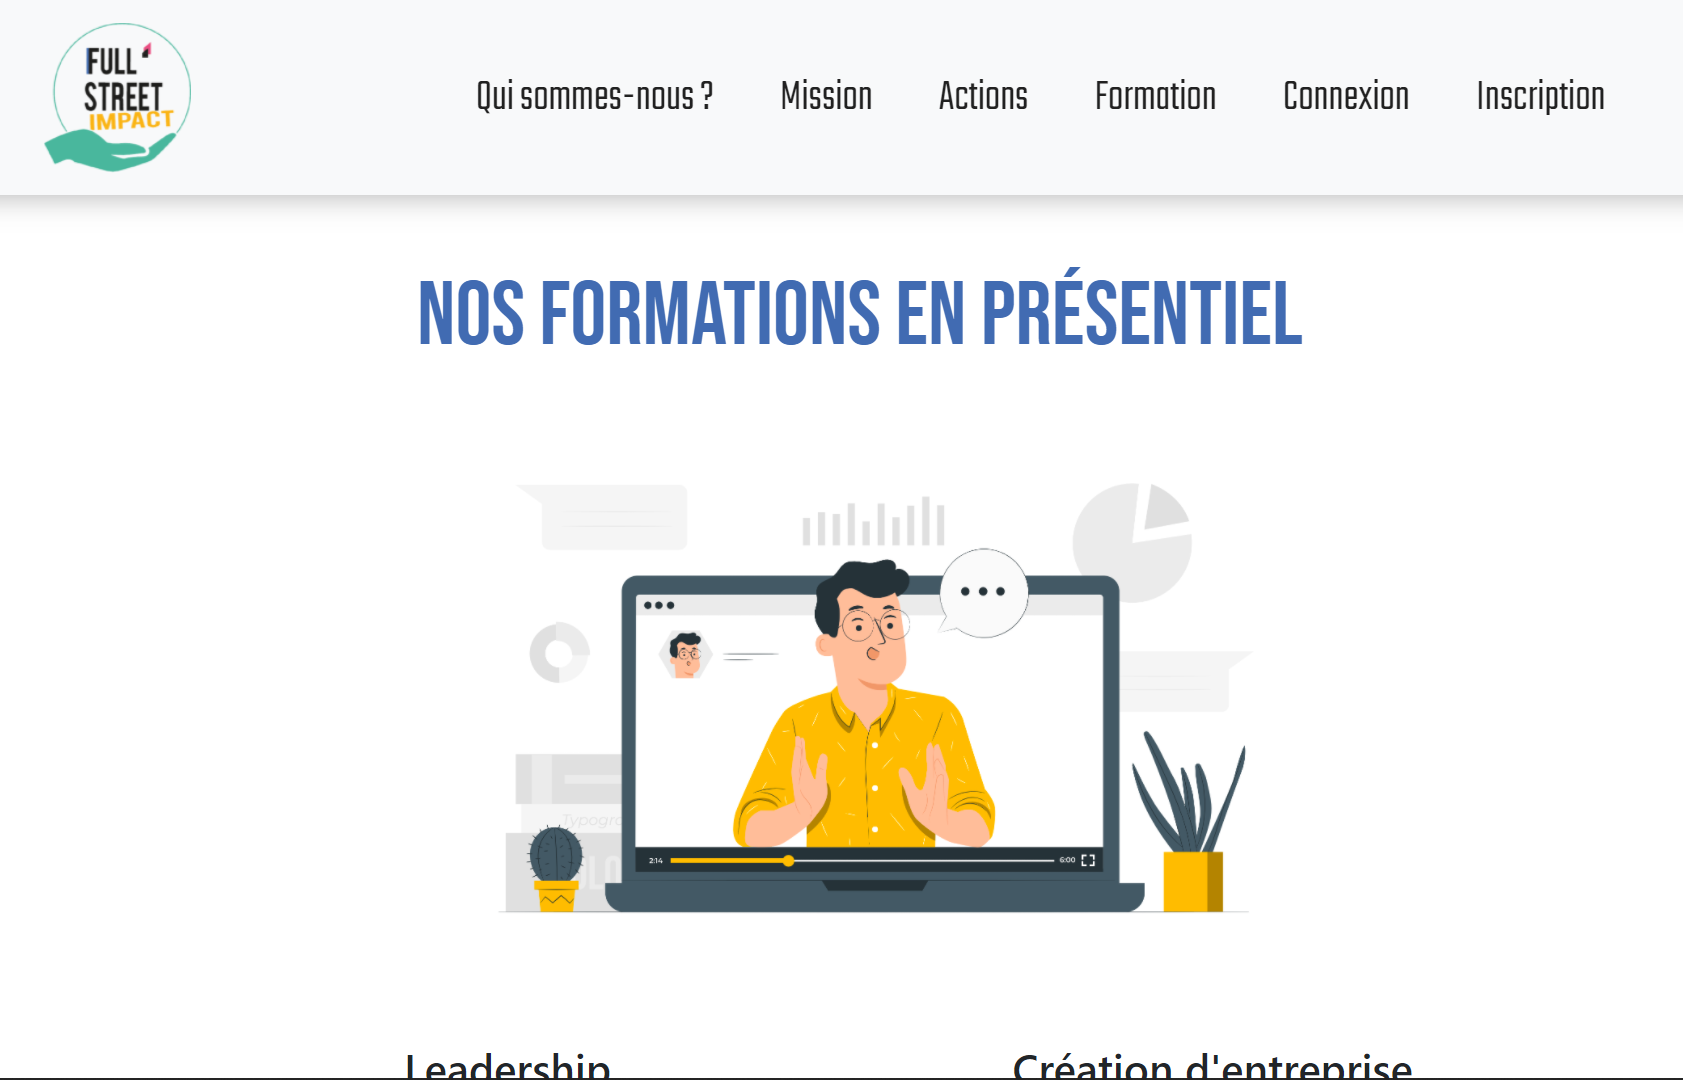 FULL
STREET
IMPACT
Qui sommes-nous ? Mission Actions Formation Connexion Inscription
NOS FORMATIONS EN PRÉSENTIEL
Typogr
2:14 6:00
Leadership Création d'entreprise